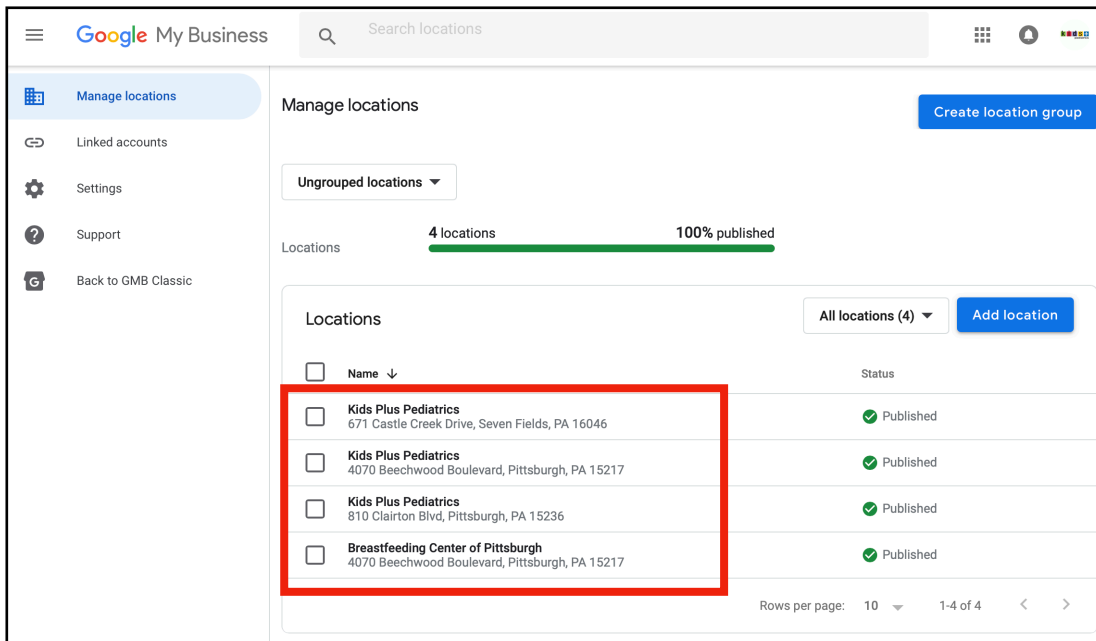 Google My Business
Search locations
Manage locations
Linked accounts
Settings
Support
Back to GMB Classic
Manage locations
Create location group
Ungrouped locations
Locations
4 locations
100% published
Locations
All locations (4)
Add location
Name
Status
Kids Plus Pediatrics
671 Castle Creek Drive, Seven Fields, PA 16046
Published
Kids Plus Pediatrics
4070 Beechwood Boulevard, Pittsburgh, PA 15217
Published
Kids Plus Pediatrics
810 Clairton Blvd, Pittsburgh, PA 15236
Published
Breastfeeding Center of Pittsburgh
4070 Beechwood Boulevard, Pittsburgh, PA 15217
Published
Rows per page: 10 1-4 of 4